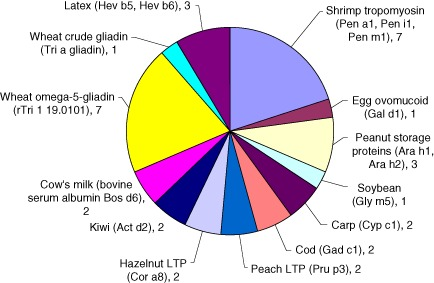 Latex (Hev b5, Hev b6), 3
Wheat crude gliadin
(Tri a gliadin), 1
Wheat omega-5-gliadin
(rTri 1 19.0101), 7
Cow's milk (bovine
serum albumin Bos d6),
2
Kiwi (Act d2), 2
Hazelnut LTP
(Cor a8), 2
Peach LTP (Pru p3), 2
Cod (Gad c1), 2
Carp (Cyp c1), 2
Soybean
(Gly m5), 1
Peanut storage
proteins (Ara h1,
Ara h2), 3
Egg ovomucoid
(Gal d1), 1
Shrimp tropomyosin
(Pen a1, Pen i1,
Pen m1), 7